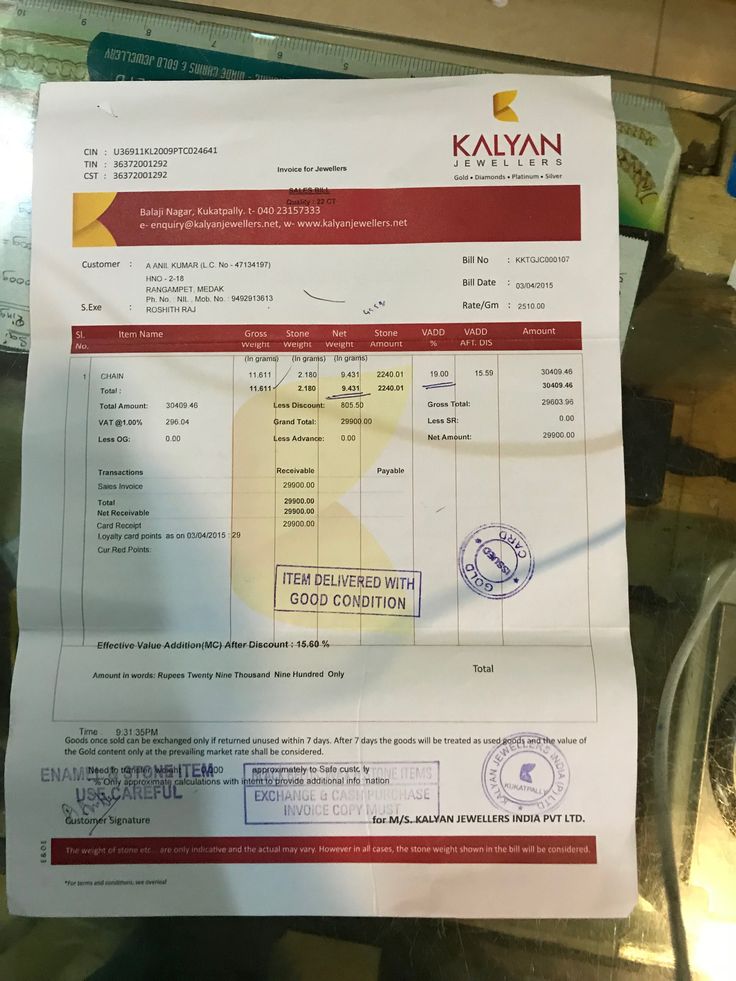 KALYAN
JEWELLERS
Gold • Diamonds • Platinum • Silver
CIN : U36911KL2009PTC024641
TIN : 36372001292
CST : 36372001292
Invoice for Jewellers
SALES BILL
Quality : 22 CT
Balaji Nagar, Kukatpally. t- 040 23157333
e- enquiry@kalyanjewellers.net, w- www.kalyanjewellers.net
Customer : A ANIL KUMAR (L.C. No - 47134197)
HNO - 2-18
RANGAMPET, MEDAK
Ph. No. NIL . Mob. No. : 9492913613
S.Exe : ROSHITH RAJ
Bill No : KKTGJC000107
Bill Date : 03/04/2015
Rate/Gm : 2510.00
Sl. No. Item Name Gross Weight Stone Weight Net Weight Stone Amount VADD % VADD AFT. DIS Amount
(In grams) (In grams) (In grams)
1 CHAIN 11.611 2.180 9.431 2240.01 19.00 15.59 30409.46
Total : 11.611 2.180 9.431 2240.01 30409.46
Total Amount: 30409.46 Less Discount: 805.50 Gross Total: 29603.96
VAT @1.00% 296.04 Grand Total: 29900.00 Less SR: 0.00
Less OG: 0.00 Less Advance: 0.00 Net Amount: 29900.00
Transactions Receivable Payable
Sales Invoice 29900.00
Total 29900.00
Net Receivable 29900.00
Card Receipt 29900.00
Loyalty card points as on 03/04/2015 : 29
Cur.Red.Points:
GOLD CARD
ISSUED
ITEM DELIVERED WITH
GOOD CONDITION
Effective Value Addition(MC) After Discount : 15.60 %
Amount in words: Rupees Twenty Nine Thousand Nine Hundred Only
Total
Time 9:31:35PM
Goods once sold can be exchanged only if returned unused within 7 days. After 7 days the goods will be treated as used goods and the value of
the Gold content only at the prevailing market rate shall be considered.
Need to transfer weight approximately to Safe custody
% Only approximate calculations with intent to provide additional information
STONE ITEM
USE CAREFUL
STONE ITEMS
EXCHANGE & CASH PURCHASE
INVOICE COPY MUST
KALYAN JEWELLERS INDIA (P) LTD.
KUKATPALLY
Customer Signature
for M/S. KALYAN JEWELLERS INDIA PVT LTD.
E&OE
The weight of stone etc... are only indicative and the actual may vary. However in all cases, the stone weight shown in the bill will be considered.
*For terms and conditions, see overleaf